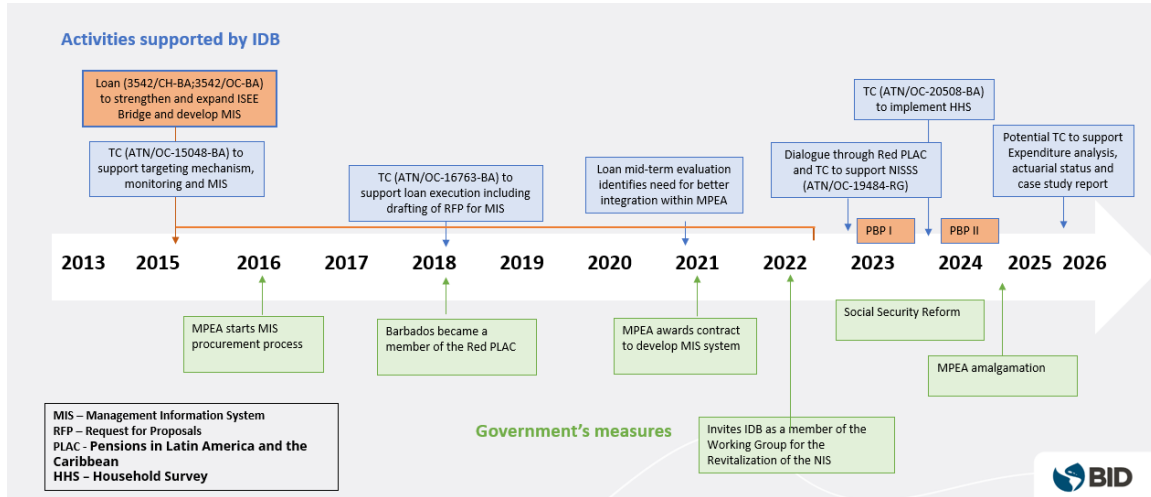 Activities supported by IDB
Loan (3542/CH-BA;3542/OC-BA)
to strengthen and expand ISEE
Bridge and develop MIS
TC (ATN/OC-15048-BA) to
support targeting mechanism,
monitoring and MIS
TC (ATN/OC-16763-BA) to
support loan execution including
drafting of RFP for MIS
Loan mid-term evaluation
identifies need for better
integration within MPEA
TC (ATN/OC-20508-BA)
to implement HHS
Dialogue through Red PLAC
and TC to support NISSS
(ATN/OC-19484-RG)
Potential TC to support
Expenditure analysis,
actuarial status and
case study report
PBP I
PBP II
2013
2015
2016
2017
2018
2019
2020
2021
2022
2023
2024
2025
2026
MPEA starts MIS
procurement process
Barbados became a
member of the Red PLAC
MPEA awards contract
to develop MIS system
Social Security Reform
MPEA amalgamation
Invites IDB as a member of the
Working Group for the
Revitalization of the NIS
Government's measures
MIS – Management Information System
RFP – Request for Proposals
PLAC - Pensions in Latin America and the
Caribbean
HHS – Household Survey
BID